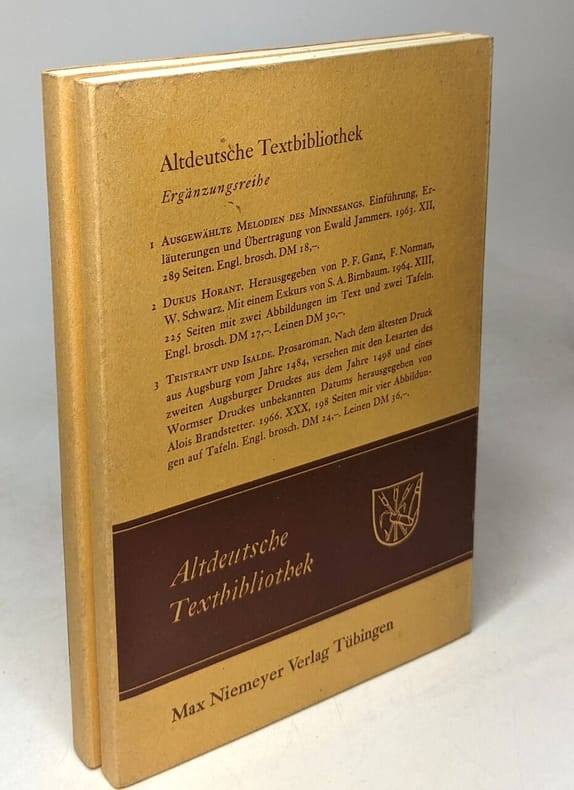 Altdeutsche Textbibliothek
Ergänzungsreihe
1 Ausgewählte Melodien des Minnesangs. Einführung, Er-
läuterungen und Übertragung von Ewald Jammers. 1963. XII,
289 Seiten. Engl. brosch. DM 18,–.
2 Dukus Horant. Herausgegeben von P. F. Ganz, F. Norman,
W. Schwarz. Mit einem Exkurs von S. A. Birnbaum. 1964. XIII,
225 Seiten mit zwei Abbildungen im Text und zwei Tafeln.
Engl. brosch. DM 27,–. Leinen DM 30,–.
3 Tristrant und Isalde. Prosaroman. Nach dem ältesten Druck
aus Augsburg vom Jahre 1484, versehen mit den Lesarten des
zweiten Augsburger Druckes aus dem Jahre 1498 und eines
Wormser Druckes unbekannten Datums herausgegeben von
Alois Brandstetter. 1966. XXX, 198 Seiten mit vier Abbildun-
gen auf Tafeln. Engl. brosch. DM 24,–. Leinen DM 36,–.
Altdeutsche
Textbibliothek
Max Niemeyer Verlag Tübingen